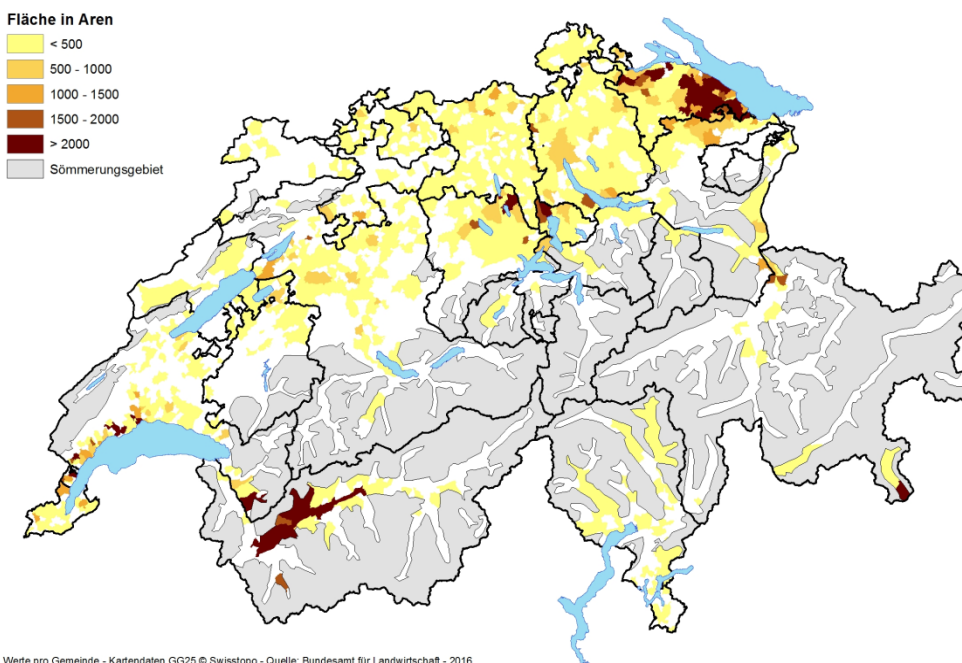 Fläche in Aren
< 500
500 - 1000
1000 - 1500
1500 - 2000
> 2000
Sömmerungsgebiet
Werte pro Gemeinde - Kartendaten GG25 © Swisstopo - Quelle: Bundesamt für Landwirtschaft - 2016